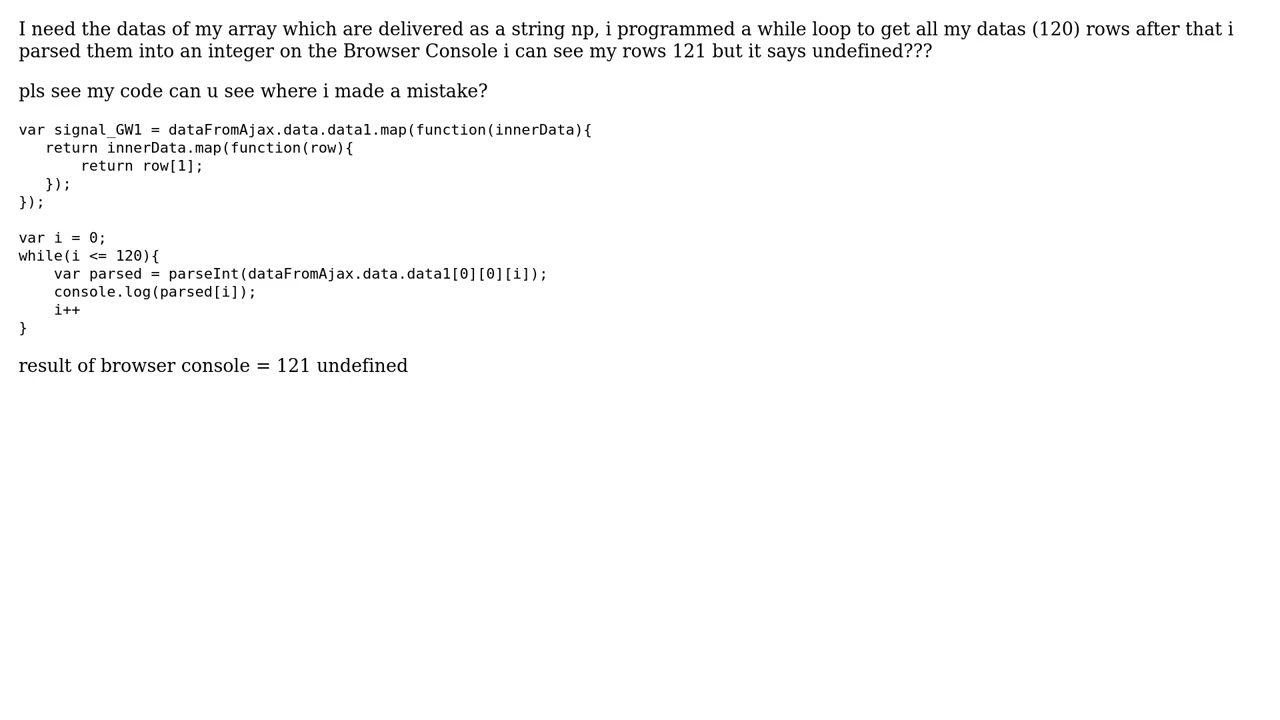 I need the datas of my array which are delivered as a string np, i programmed a while loop to get all my datas (120) rows after that i
parsed them into an integer on the Browser Console i can see my rows 121 but it says undefined???
pls see my code can u see where i made a mistake?
var signal_GW1 = dataFromAjax.data.data1.map(function(innerData){
   return innerData.map(function(row){
       return row[1];
   });
});
var i = 0;
while(i <= 120){
    var parsed = parseInt(dataFromAjax.data.data1[0][0][i]);
    console.log(parsed[i]);
    i++
}
result of browser console = 121 undefined